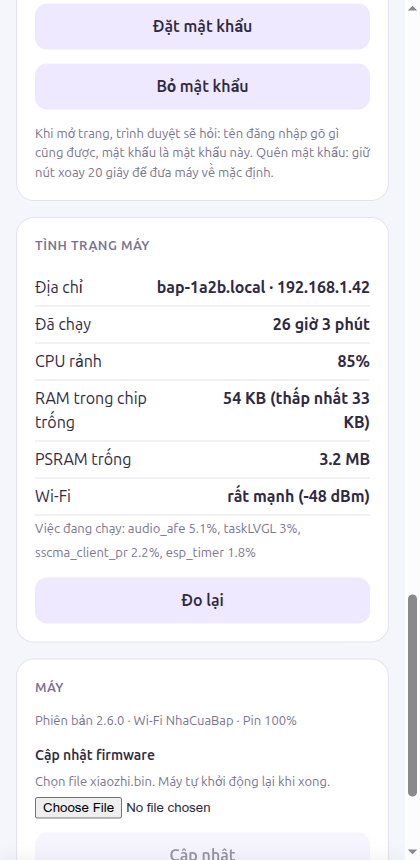 Đặt mật khẩu
Bỏ mật khẩu
Khi mở trang, trình duyệt sẽ hỏi: tên đăng nhập gõ gì
cũng được, mật khẩu là mật khẩu này. Quên mật khẩu: giữ
nút xoay 20 giây để đưa máy về mặc định.
TÌNH TRẠNG MÁY
Địa chỉ bap-1a2b.local · 192.168.1.42
Đã chạy 26 giờ 3 phút
CPU rảnh 85%
RAM trong chip 54 KB (thấp nhất 33
trống KB)
PSRAM trống 3.2 MB
Wi-Fi rất mạnh (-48 dBm)
Việc đang chạy: audio_afe 5.1%, taskLVGL 3%,
sscma_client_pr 2.2%, esp_timer 1.8%
Đo lại
MÁY
Phiên bản 2.6.0 · Wi-Fi NhaCuaBap · Pin 100%
Cập nhật firmware
Chọn file xiaozhi.bin. Máy tự khởi động lại khi xong.
Choose File No file chosen
Cập nhật